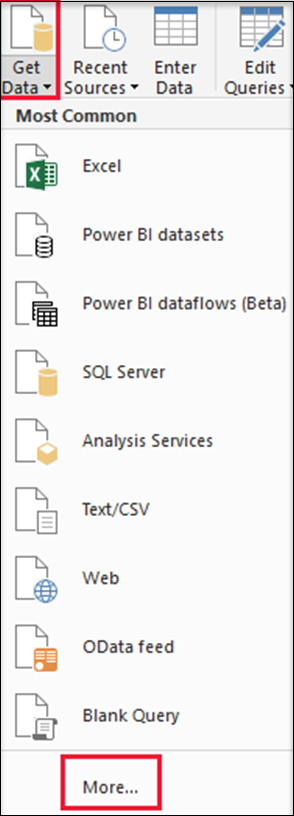 Get Data
Recent Sources
Enter Data
Edit Queries
Most Common
Excel
Power BI datasets
Power BI dataflows (Beta)
SQL Server
Analysis Services
Text/CSV
Web
OData feed
Blank Query
More...